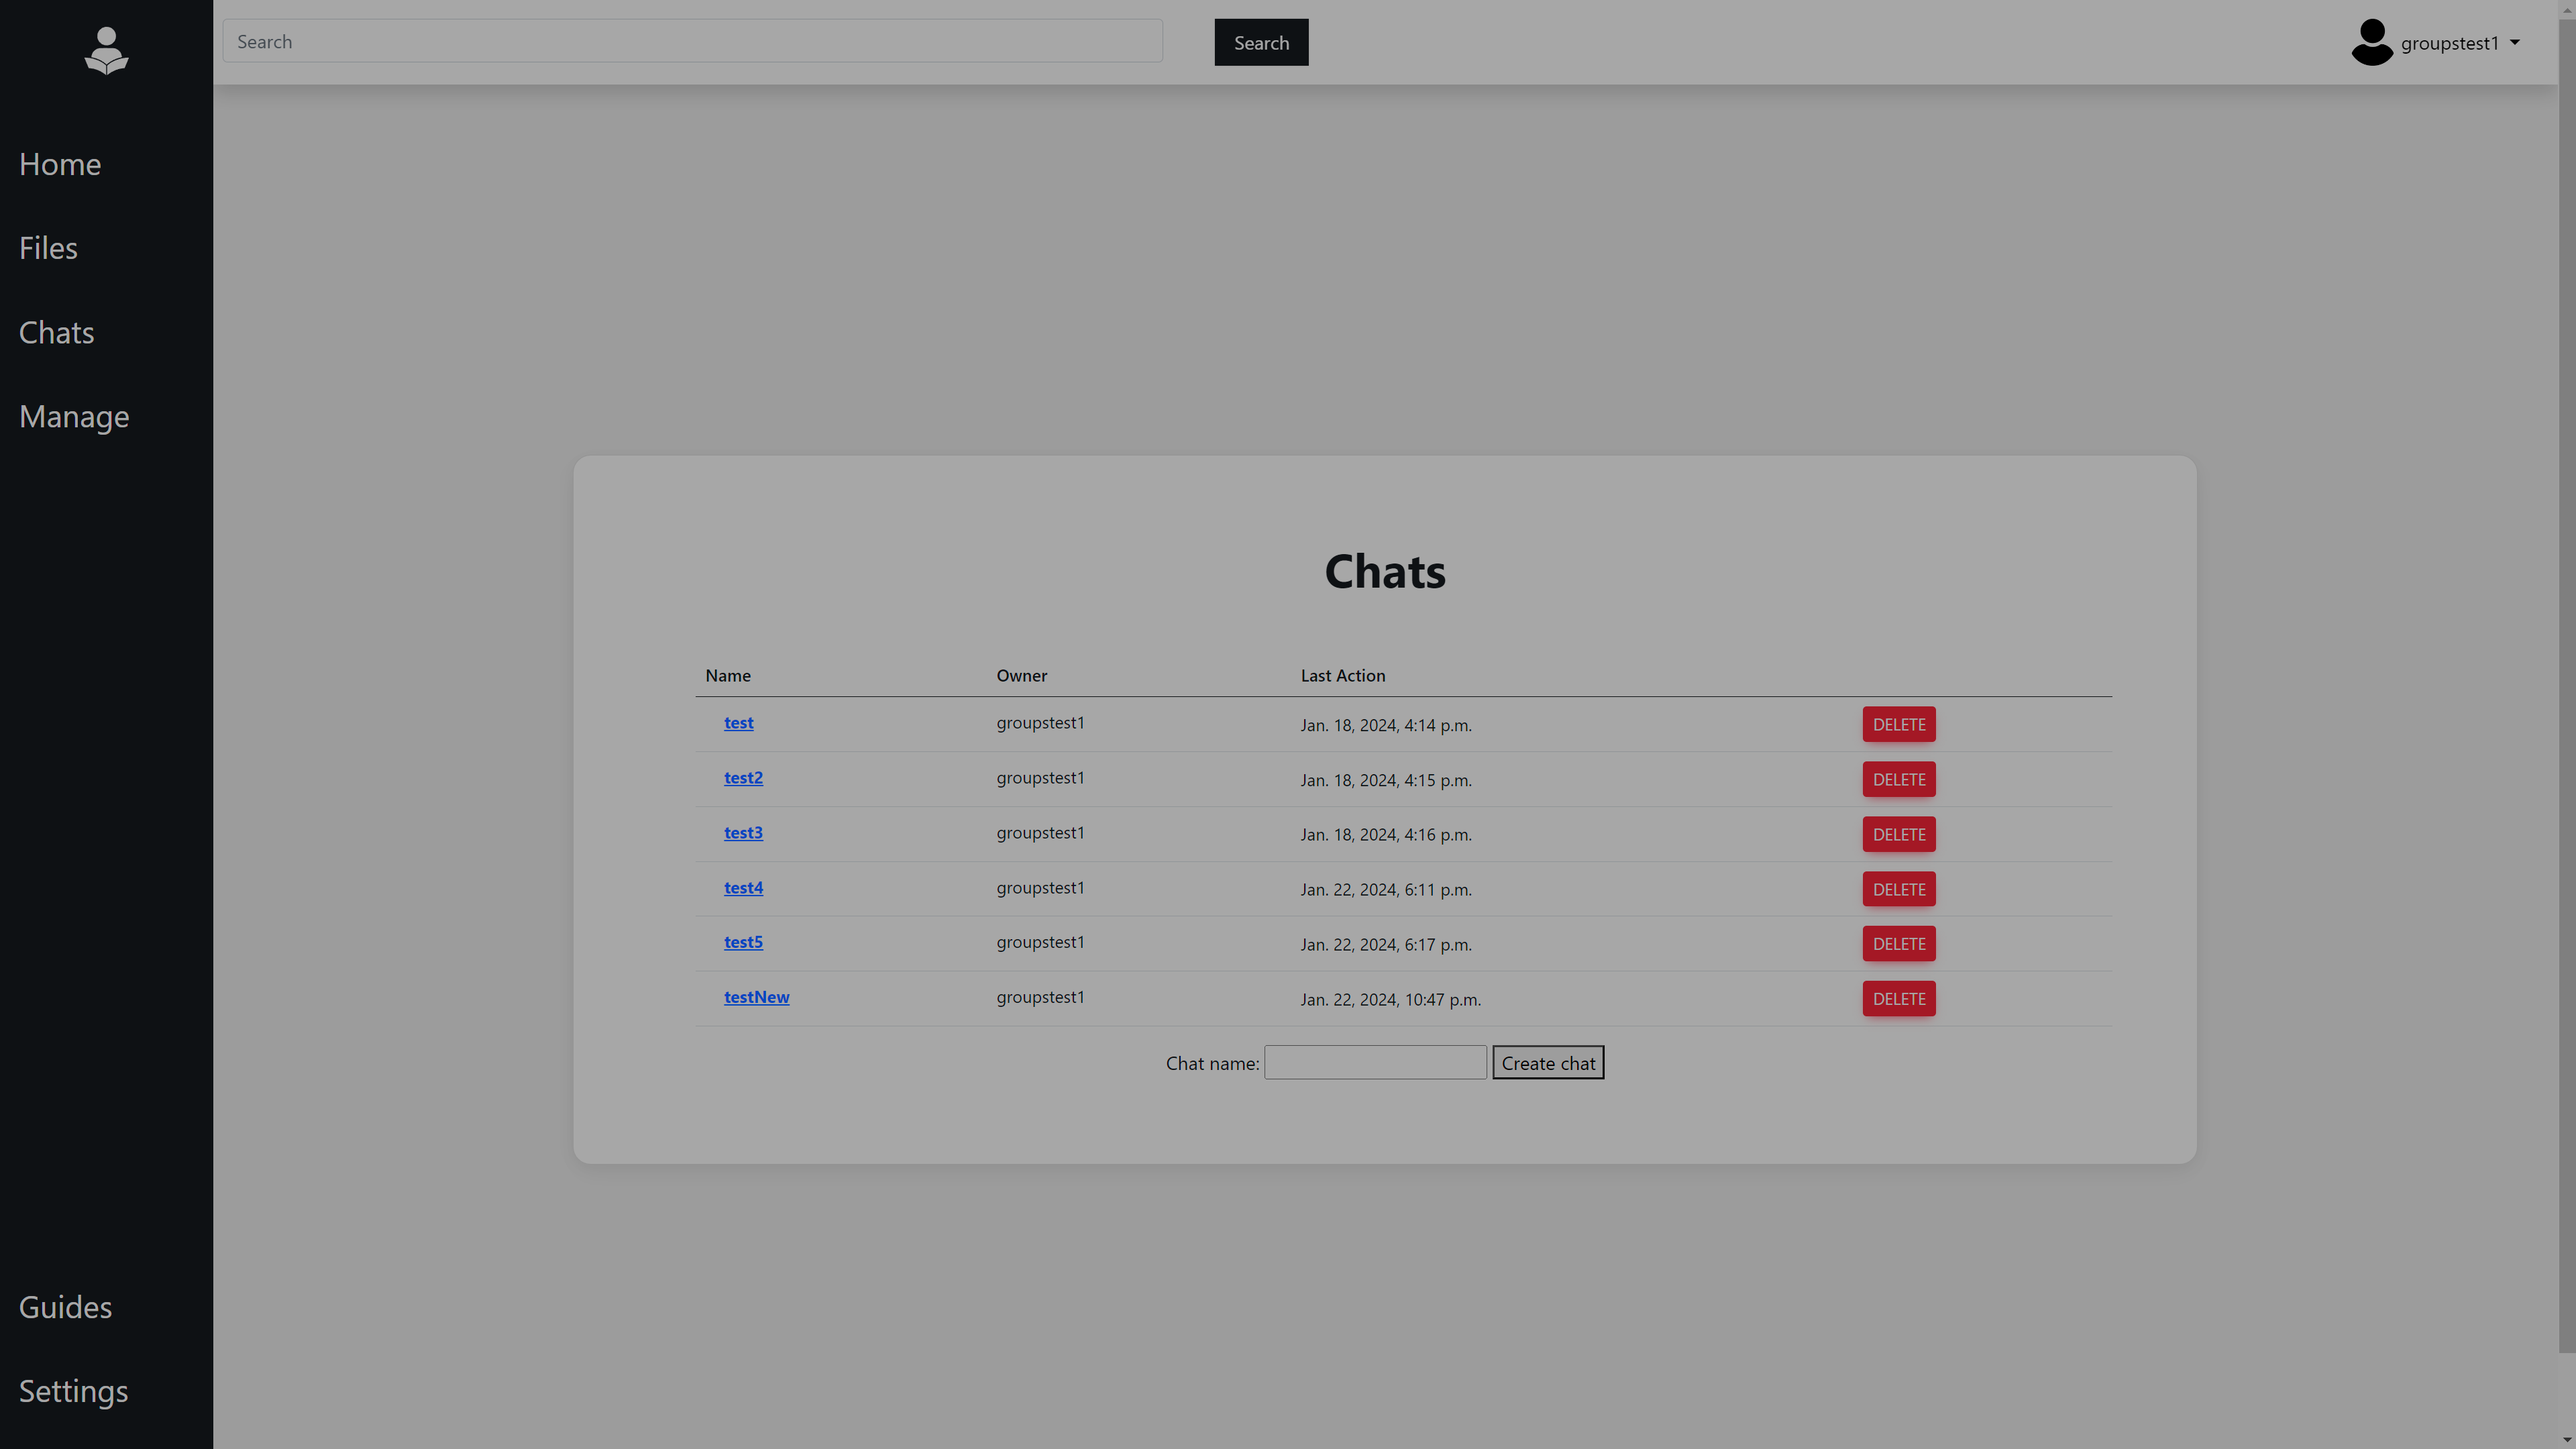 Search Search groupstest1
Home
Files
Chats
Manage
Chats
Name Owner Last Action
test groupstest1 Jan. 18, 2024, 4:14 p.m. DELETE
test2 groupstest1 Jan. 18, 2024, 4:15 p.m. DELETE
test3 groupstest1 Jan. 18, 2024, 4:16 p.m. DELETE
test4 groupstest1 Jan. 22, 2024, 6:11 p.m. DELETE
test5 groupstest1 Jan. 22, 2024, 6:17 p.m. DELETE
testNew groupstest1 Jan. 22, 2024, 10:47 p.m. DELETE
Chat name: Create chat
Guides
Settings